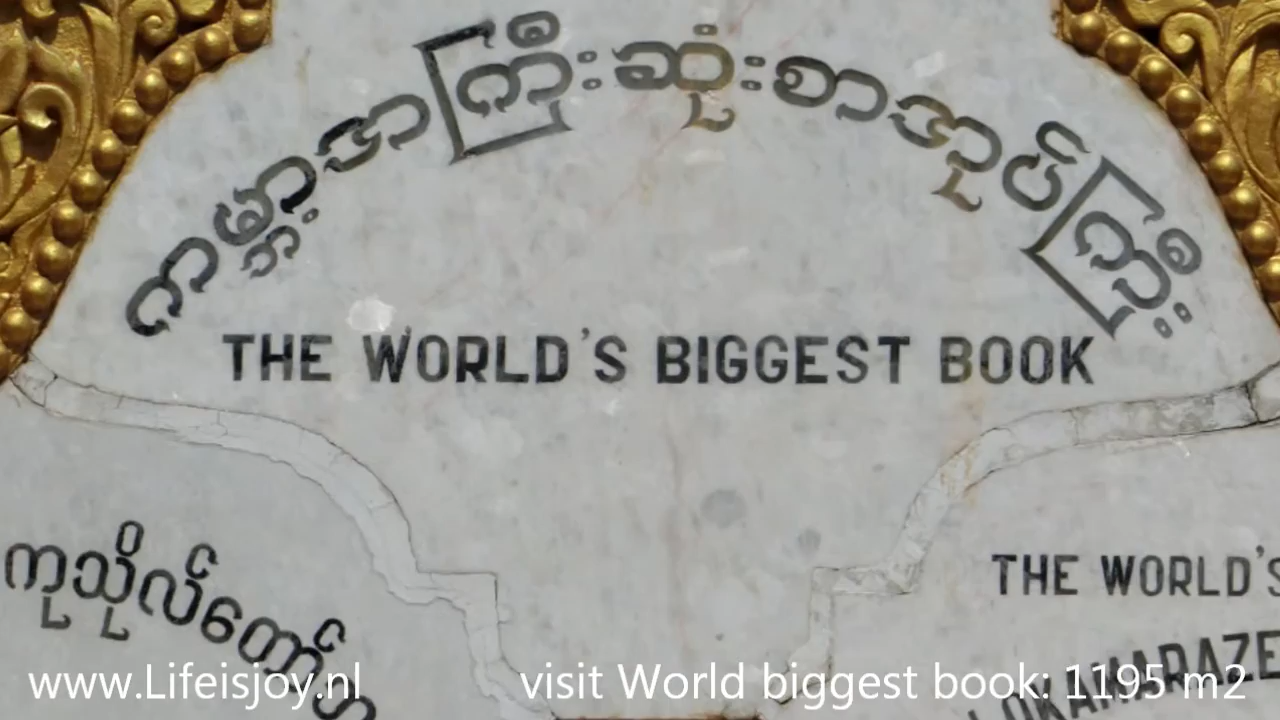 ကမ္ဘာ့အကြီးဆုံးစာအုပ်ကြီး
THE WORLD'S BIGGEST BOOK
ကုသိုလ်တော်
THE WORLD'S
LOKAMARAZE
www.Lifeisjoy.nl
visit World biggest book: 1195 m2